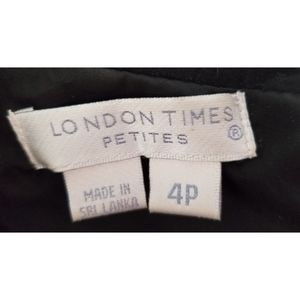 LONDON TIMES
PETITES ®
MADE IN
SRI LANKA
4P